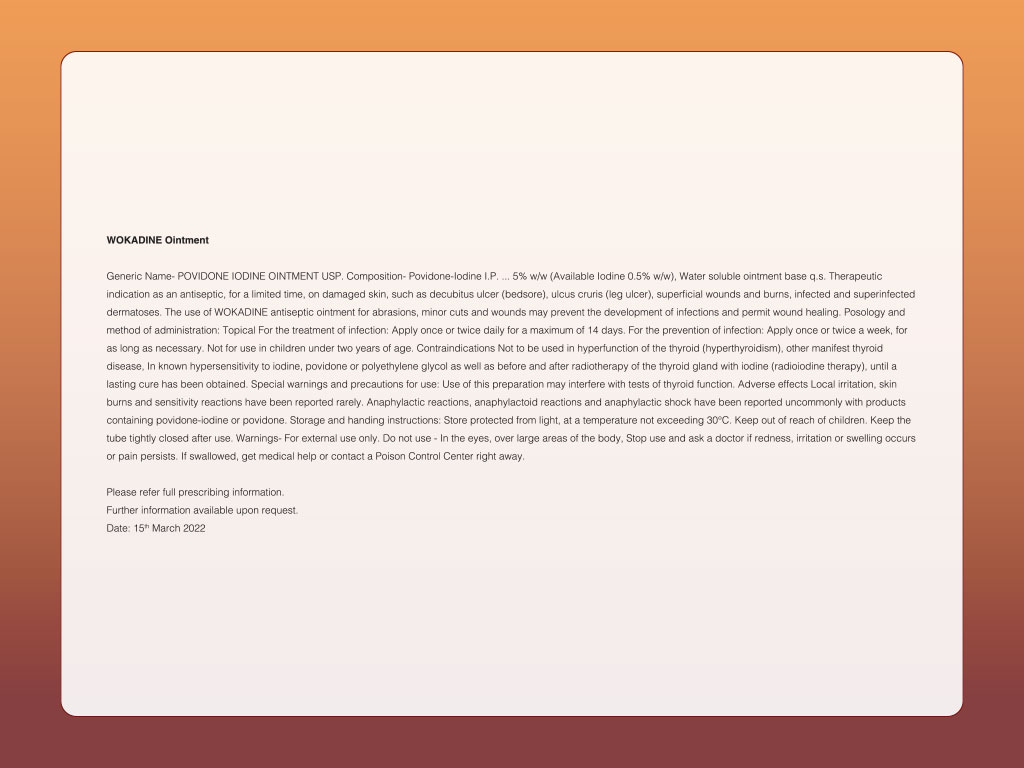 WOKADINE Ointment
Generic Name- POVIDONE IODINE OINTMENT USP. Composition- Povidone-Iodine I.P. ... 5% w/w (Available Iodine 0.5% w/w), Water soluble ointment base q.s. Therapeutic
indication as an antiseptic, for a limited time, on damaged skin, such as decubitus ulcer (bedsore), ulcus cruris (leg ulcer), superficial wounds and burns, infected and superinfected
dermatoses. The use of WOKADINE antiseptic ointment for abrasions, minor cuts and wounds may prevent the development of infections and permit wound healing. Posology and
method of administration: Topical For the treatment of infection: Apply once or twice daily for a maximum of 14 days. For the prevention of infection: Apply once or twice a week, for
as long as necessary. Not for use in children under two years of age. Contraindications Not to be used in hyperfunction of the thyroid (hyperthyroidism), other manifest thyroid
disease, In known hypersensitivity to iodine, povidone or polyethylene glycol as well as before and after radiotherapy of the thyroid gland with iodine (radioiodine therapy), until a
lasting cure has been obtained. Special warnings and precautions for use: Use of this preparation may interfere with tests of thyroid function. Adverse effects Local irritation, skin
burns and sensitivity reactions have been reported rarely. Anaphylactic reactions, anaphylactoid reactions and anaphylactic shock have been reported uncommonly with products
containing povidone-iodine or povidone. Storage and handing instructions: Store protected from light, at a temperature not exceeding 30°C. Keep out of reach of children. Keep the
tube tightly closed after use. Warnings- For external use only. Do not use - In the eyes, over large areas of the body, Stop use and ask a doctor if redness, irritation or swelling occurs
or pain persists. If swallowed, get medical help or contact a Poison Control Center right away.
Please refer full prescribing information.
Further information available upon request.
Date: 15th March 2022